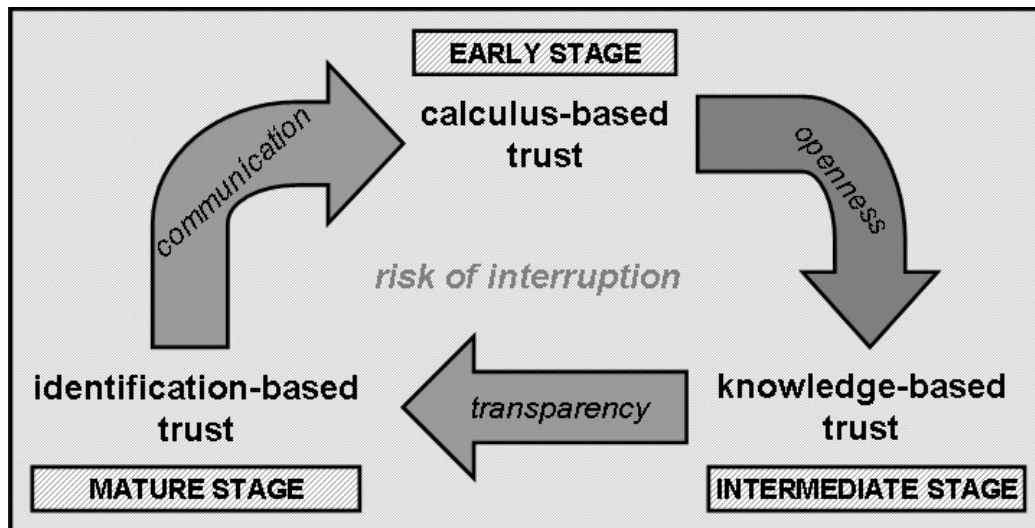 EARLY STAGE
calculus-based
trust
communication
openness
risk of interruption
identification-based
trust
transparency
knowledge-based
trust
MATURE STAGE
INTERMEDIATE STAGE